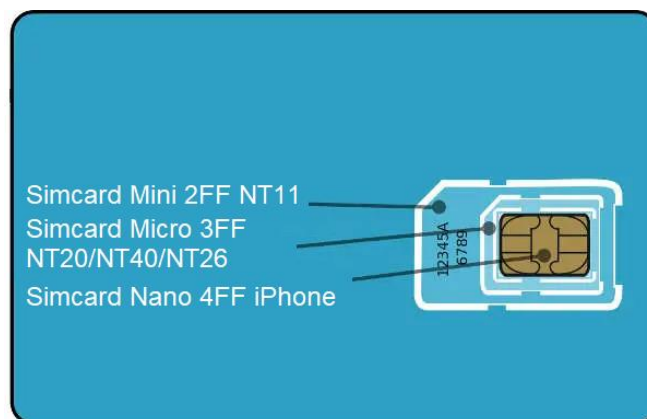 Simcard Mini 2FF NT11
Simcard Micro 3FF
NT20/NT40/NT26
Simcard Nano 4FF iPhone
12345A
6789